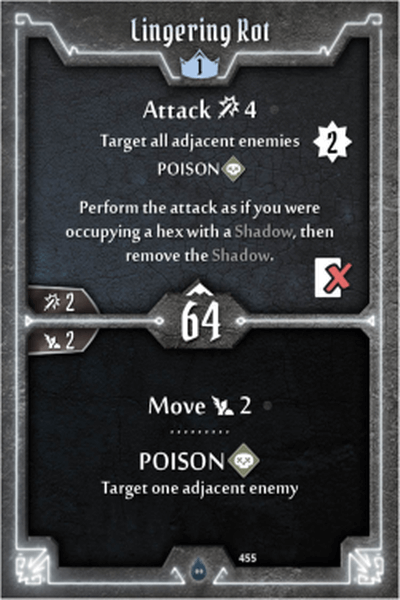 Lingering Rot
1
Attack 4
Target all adjacent enemies
2
POISON
Perform the attack as if you were
occupying a hex with a Shadow, then
remove the Shadow.
2
64
2
Move 2
POISON
Target one adjacent enemy
455